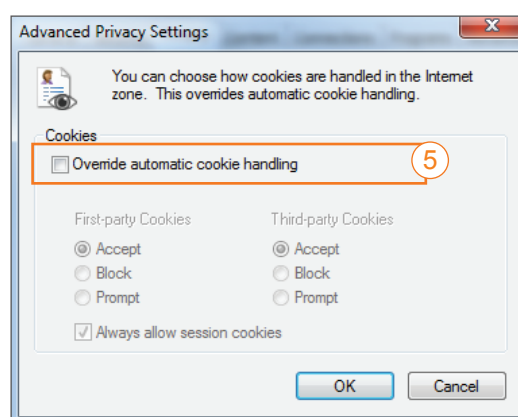 Advanced Privacy Settings
You can choose how cookies are handled in the Internet
zone. This overrides automatic cookie handling.
Cookies
Override automatic cookie handling
5
First-party Cookies
Third-party Cookies
Accept
Accept
Block
Block
Prompt
Prompt
Always allow session cookies
OK
Cancel